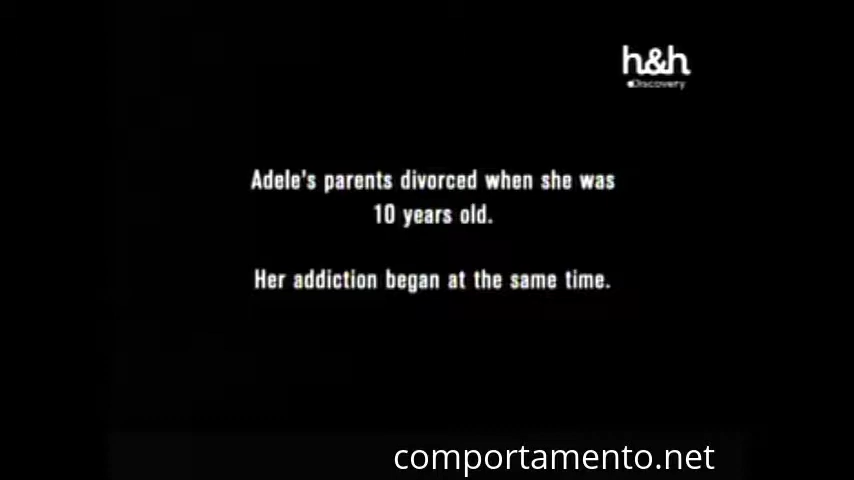 h&h
Discovery
Adele's parents divorced when she was
10 years old.
Her addiction began at the same time.
comportamento.net